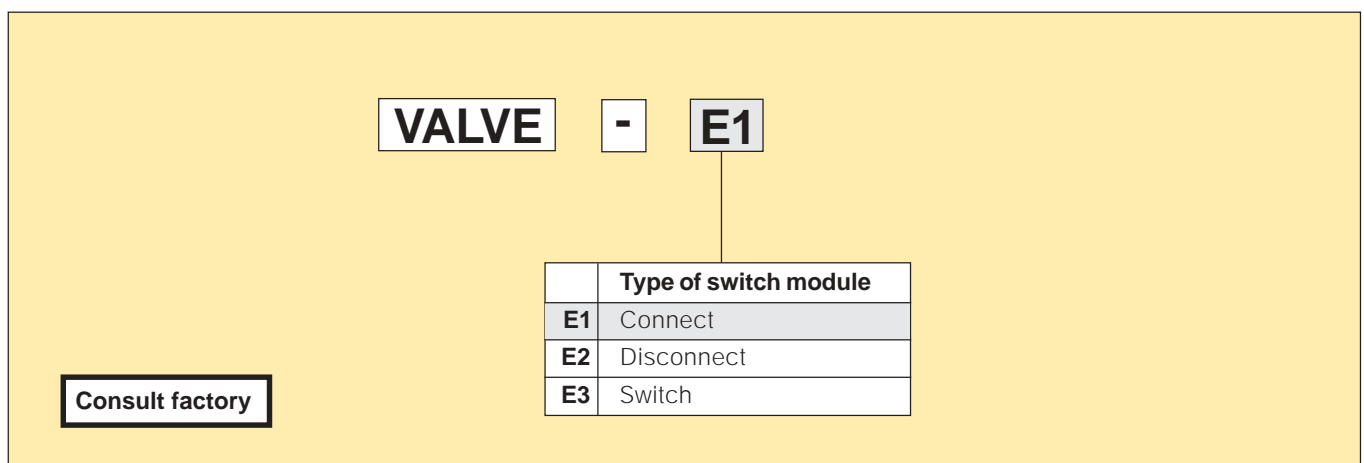 VALVE - E1
Type of switch module
E1 Connect
E2 Disconnect
E3 Switch
Consult factory